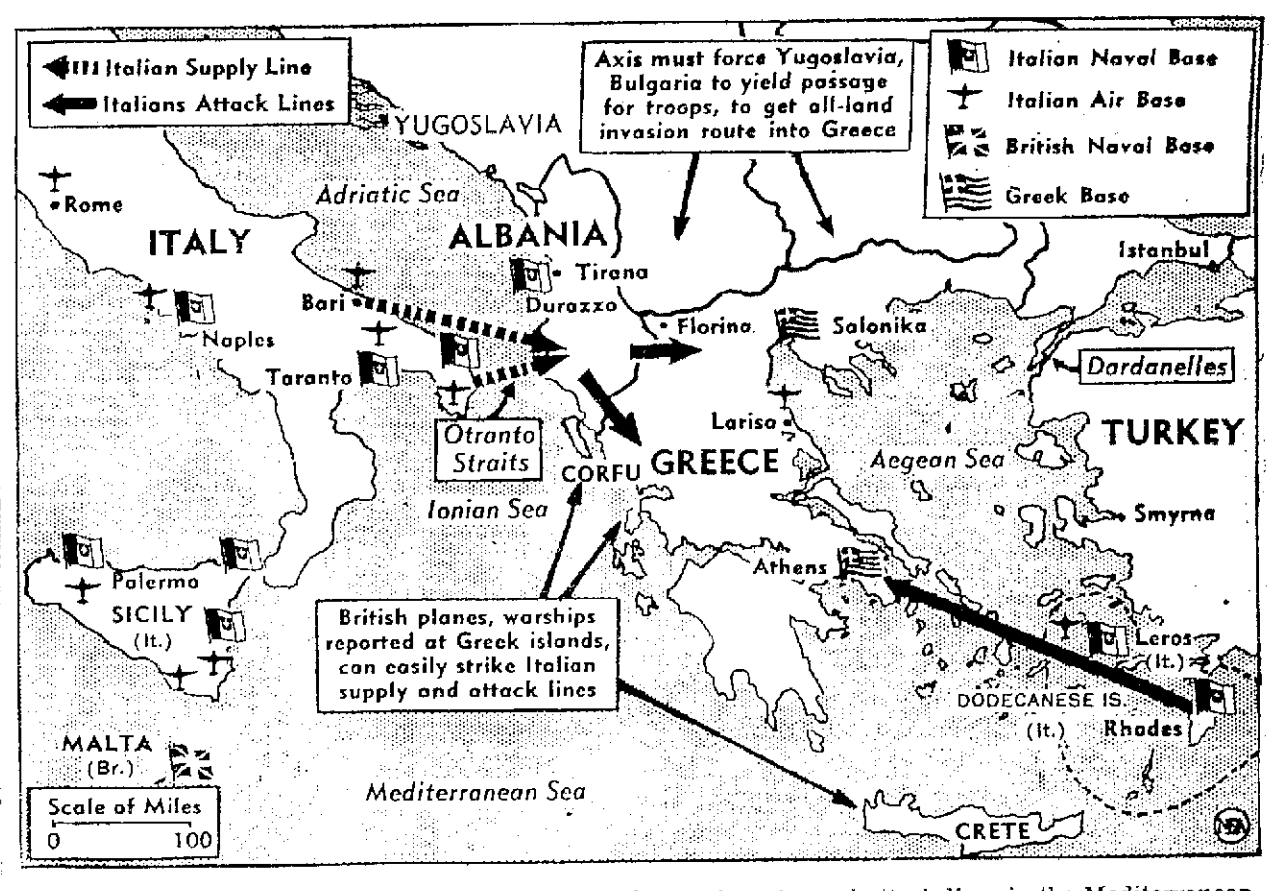 Italian Supply Line
Italians Attack Lines
Axis must force Yugoslavia,
Bulgaria to yield passage
for troops, to get all-land
invasion route into Greece
Italian Naval Base
Italian Air Base
British Naval Base
Greek Base
YUGOSLAVIA
Adriatic Sea
Rome
ITALY
ALBANIA
Istanbul
Tirana
Durazzo
Bari
Naples
Florina
Salonika
Taranto
Dardanelles
Larisa
TURKEY
Otranto
Straits
CORFU
GREECE
Aegean Sea
Ionian Sea
Smyrna
Athens
Palermo
SICILY
(It.)
British planes, warships
reported at Greek islands,
can easily strike Italian
supply and attack lines
Leros
(It.)
DODECANESE IS.
(It.)
Rhodes
MALTA
(Br.)
Mediterranean Sea
Scale of Miles
0 100
CRETE
NEA
in the Mediterranean